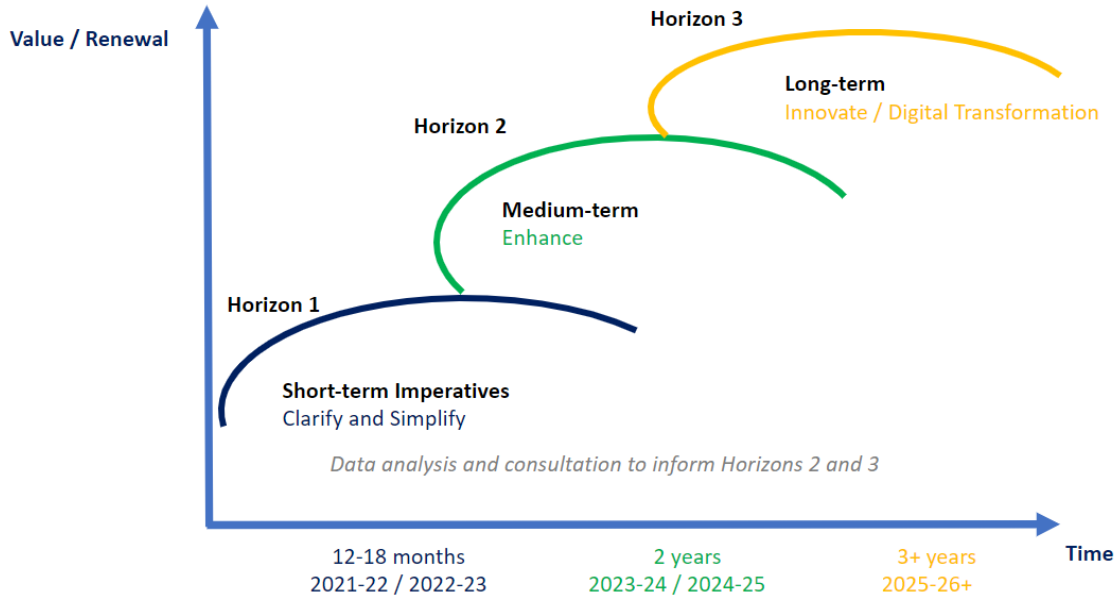 Horizon 3
Value / Renewal
Long-term
Innovate / Digital Transformation
Horizon 2
Medium-term
Enhance
Horizon 1
Short-term Imperatives
Clarify and Simplify
Data analysis and consultation to inform Horizons 2 and 3
12-18 months
2021-22 / 2022-23
2 years
2023-24 / 2024-25
3+ years
2025-26+
Time